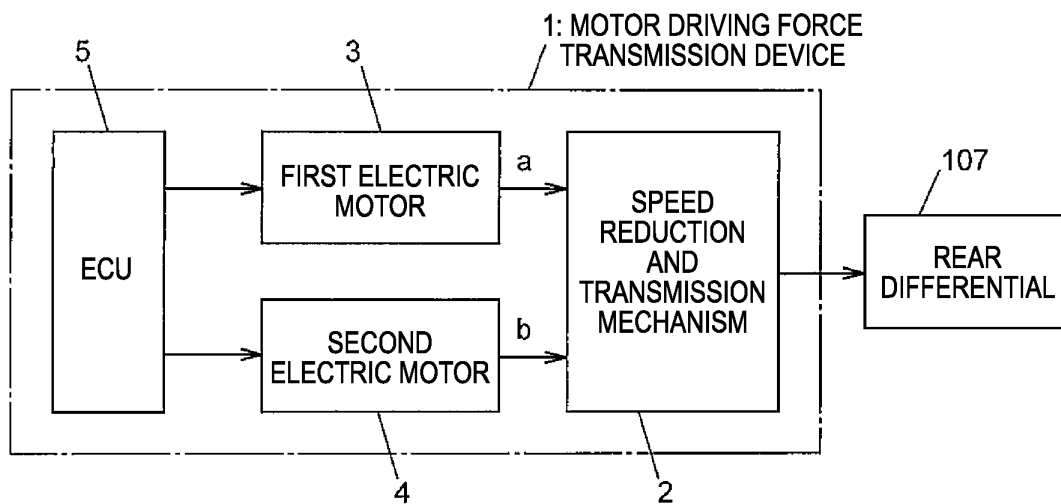 1: MOTOR DRIVING FORCE
TRANSMISSION DEVICE
5
3
FIRST ELECTRIC
MOTOR
a
ECU
SPEED
REDUCTION
AND
TRANSMISSION
MECHANISM
107
REAR
DIFFERENTIAL
SECOND
ELECTRIC MOTOR
b
4
2